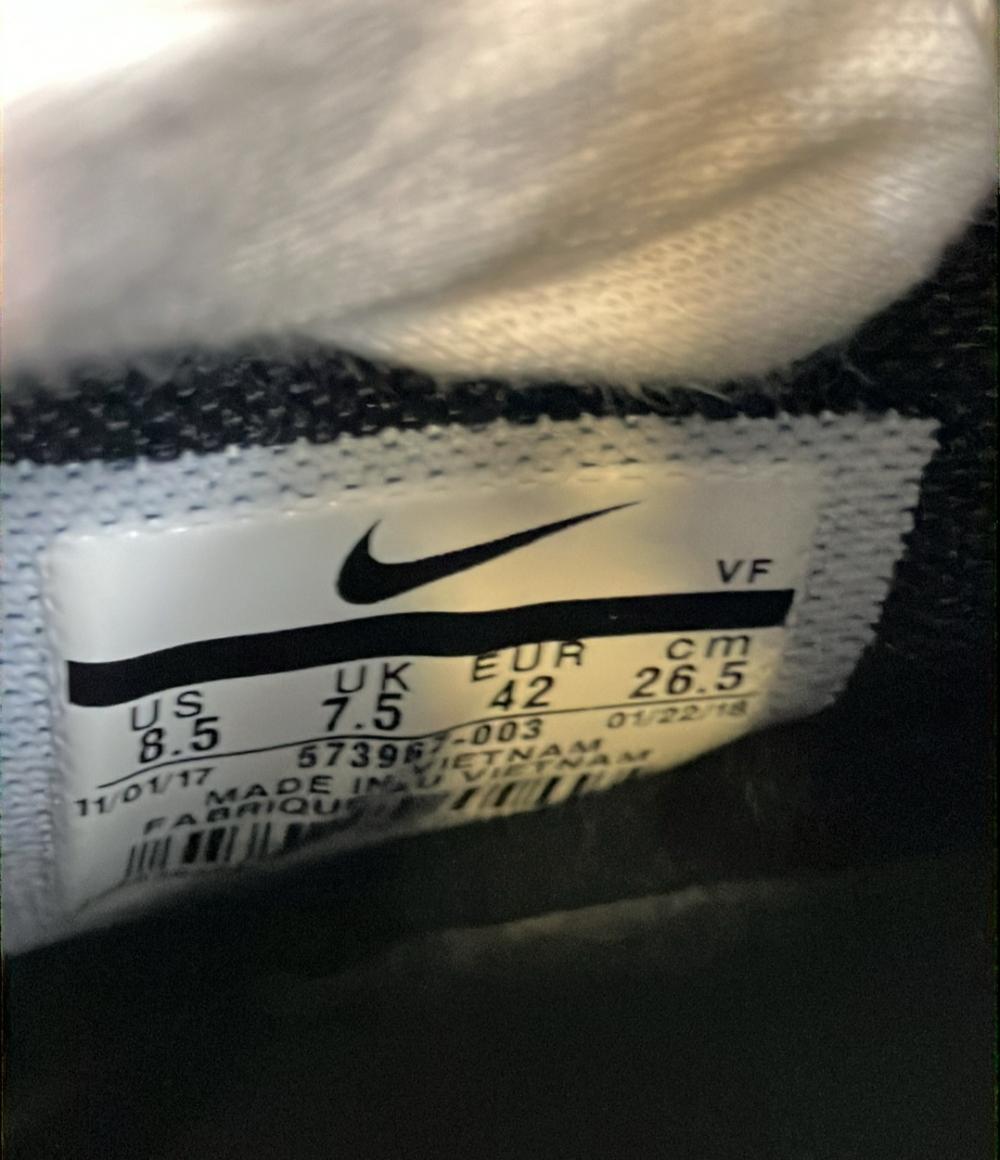 VF
US UK EUR cm
8.5 7.5 42 26.5
11/01/17 573967-003 01/22/18
MADE IN VIETNAM
VIETNAM